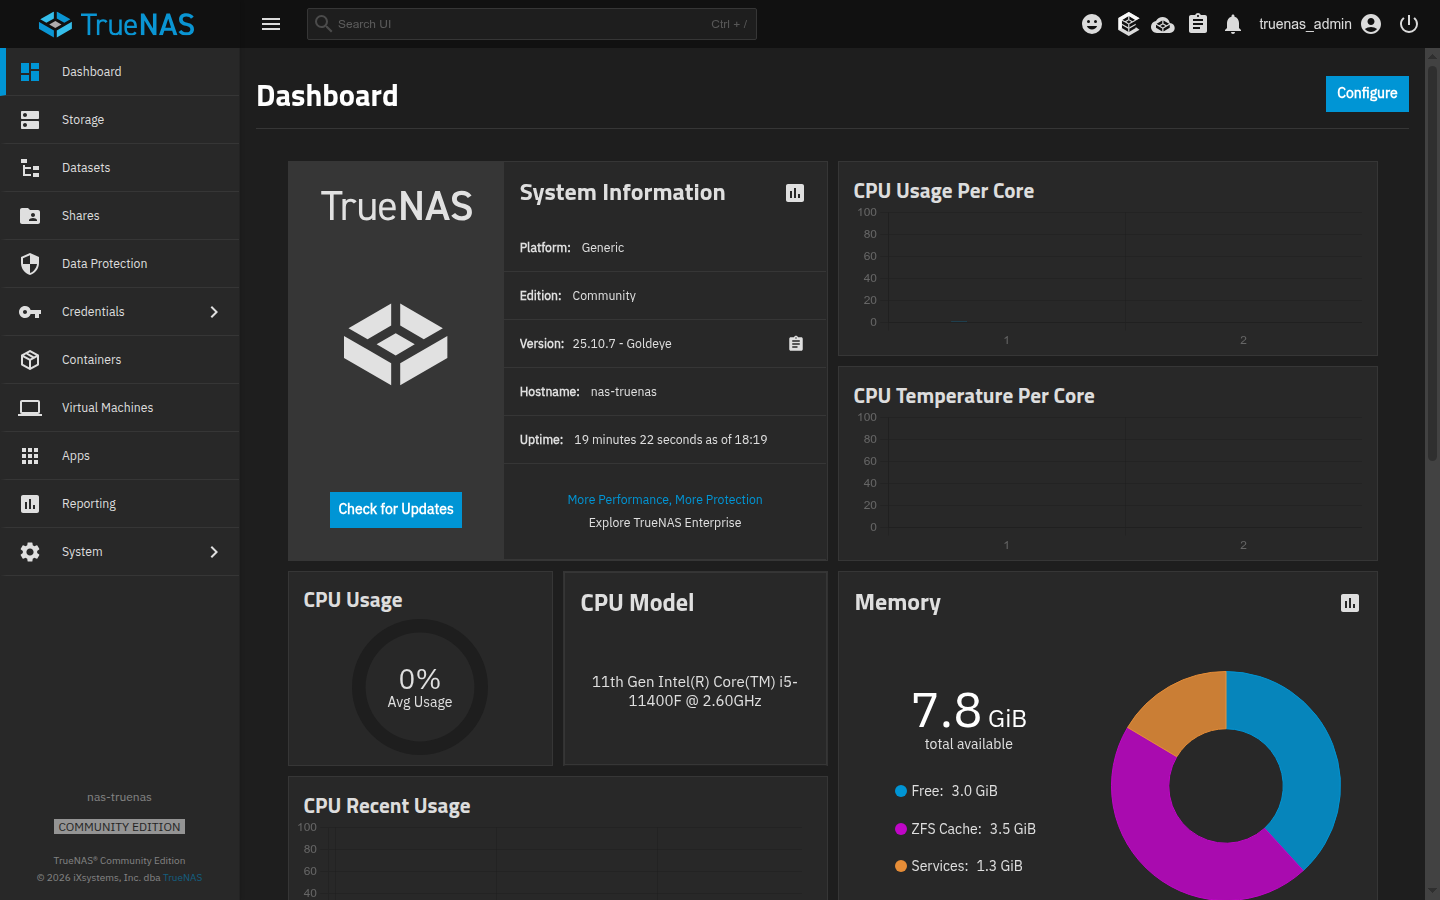 TrueNAS
Search UI
Ctrl + /
truenas_admin
Dashboard
Storage
Datasets
Shares
Data Protection
Credentials
Containers
Virtual Machines
Apps
Reporting
System
nas-truenas
COMMUNITY EDITION
TrueNAS® Community Edition
© 2026 iXsystems, Inc. dba TrueNAS
Dashboard
Configure
TrueNAS
Check for Updates
System Information
Platform: Generic
Edition: Community
Version: 25.10.7 - Goldeye
Hostname: nas-truenas
Uptime: 19 minutes 22 seconds as of 18:19
More Performance, More Protection
Explore TrueNAS Enterprise
CPU Usage Per Core
100
80
60
40
20
0
1 2
CPU Temperature Per Core
100
80
60
40
20
0
1 2
CPU Usage
0%
Avg Usage
CPU Model
11th Gen Intel(R) Core(TM) i5-
11400F @ 2.60GHz
Memory
7.8 GiB
total available
Free: 3.0 GiB
ZFS Cache: 3.5 GiB
Services: 1.3 GiB
CPU Recent Usage
100
80
60
40